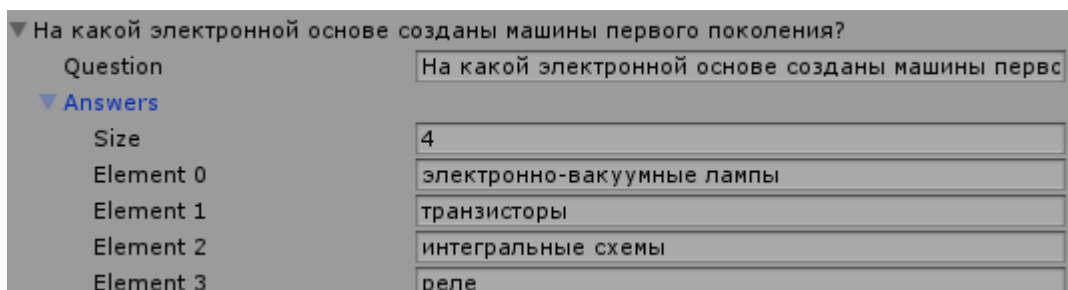 На какой электронной основе созданы машины первого поколения?
Question На какой электронной основе созданы машины перво
Answers
Size 4
Element 0 электронно-вакуумные лампы
Element 1 транзисторы
Element 2 интегральные схемы
Element 3 реле